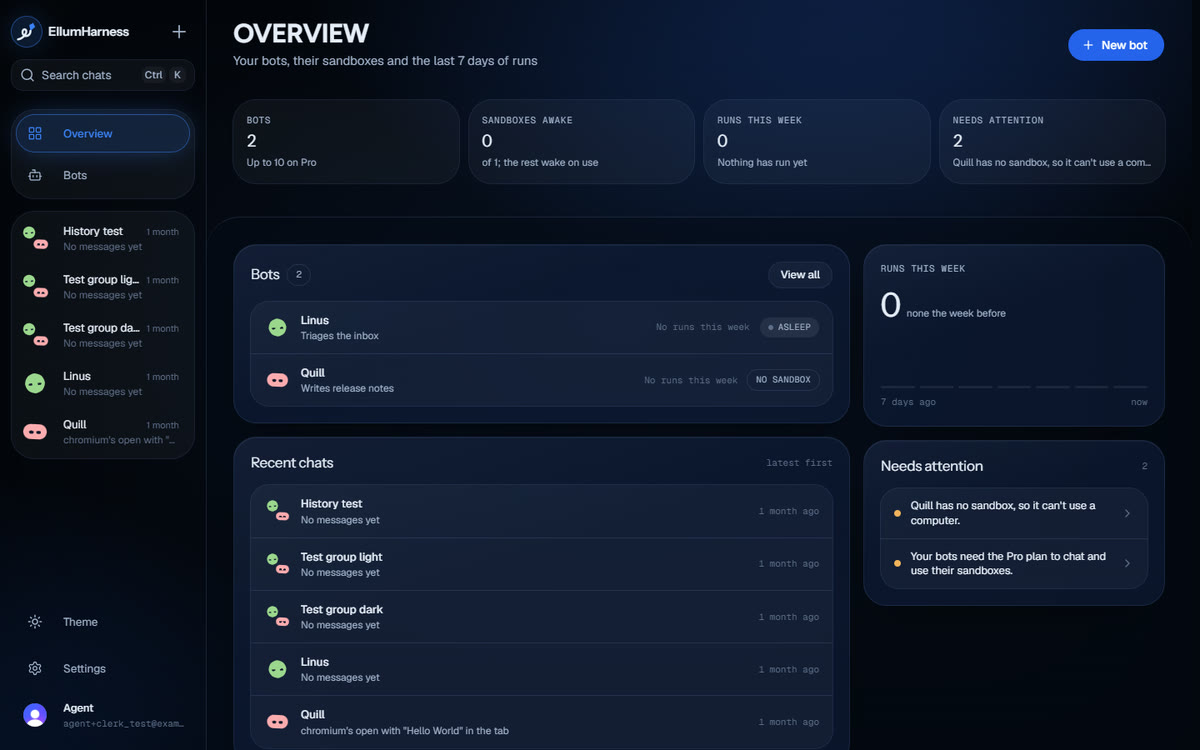 EllumHarness
Search chats Ctrl K
Overview
Bots
History test 1 month
No messages yet
Test group lig... 1 month
No messages yet
Test group da... 1 month
No messages yet
Linus 1 month
No messages yet
Quill 1 month
chromium's open with "...
Theme
Settings
Agent
agent+clerk_test@exam...
OVERVIEW
Your bots, their sandboxes and the last 7 days of runs
+ New bot
BOTS
2
Up to 10 on Pro
SANDBOXES AWAKE
0
of 1; the rest wake on use
RUNS THIS WEEK
0
Nothing has run yet
NEEDS ATTENTION
2
Quill has no sandbox, so it can't use a com...
Bots 2
View all
Linus
Triages the inbox
No runs this week ASLEEP
Quill
Writes release notes
No runs this week NO SANDBOX
Recent chats latest first
History test
No messages yet
1 month ago
Test group light
No messages yet
1 month ago
Test group dark
No messages yet
1 month ago
Linus
No messages yet
1 month ago
Quill
chromium's open with "Hello World" in the tab
1 month ago
RUNS THIS WEEK
0 none the week before
7 days ago now
Needs attention 2
Quill has no sandbox, so it can't use a
computer.
Your bots need the Pro plan to chat and
use their sandboxes.